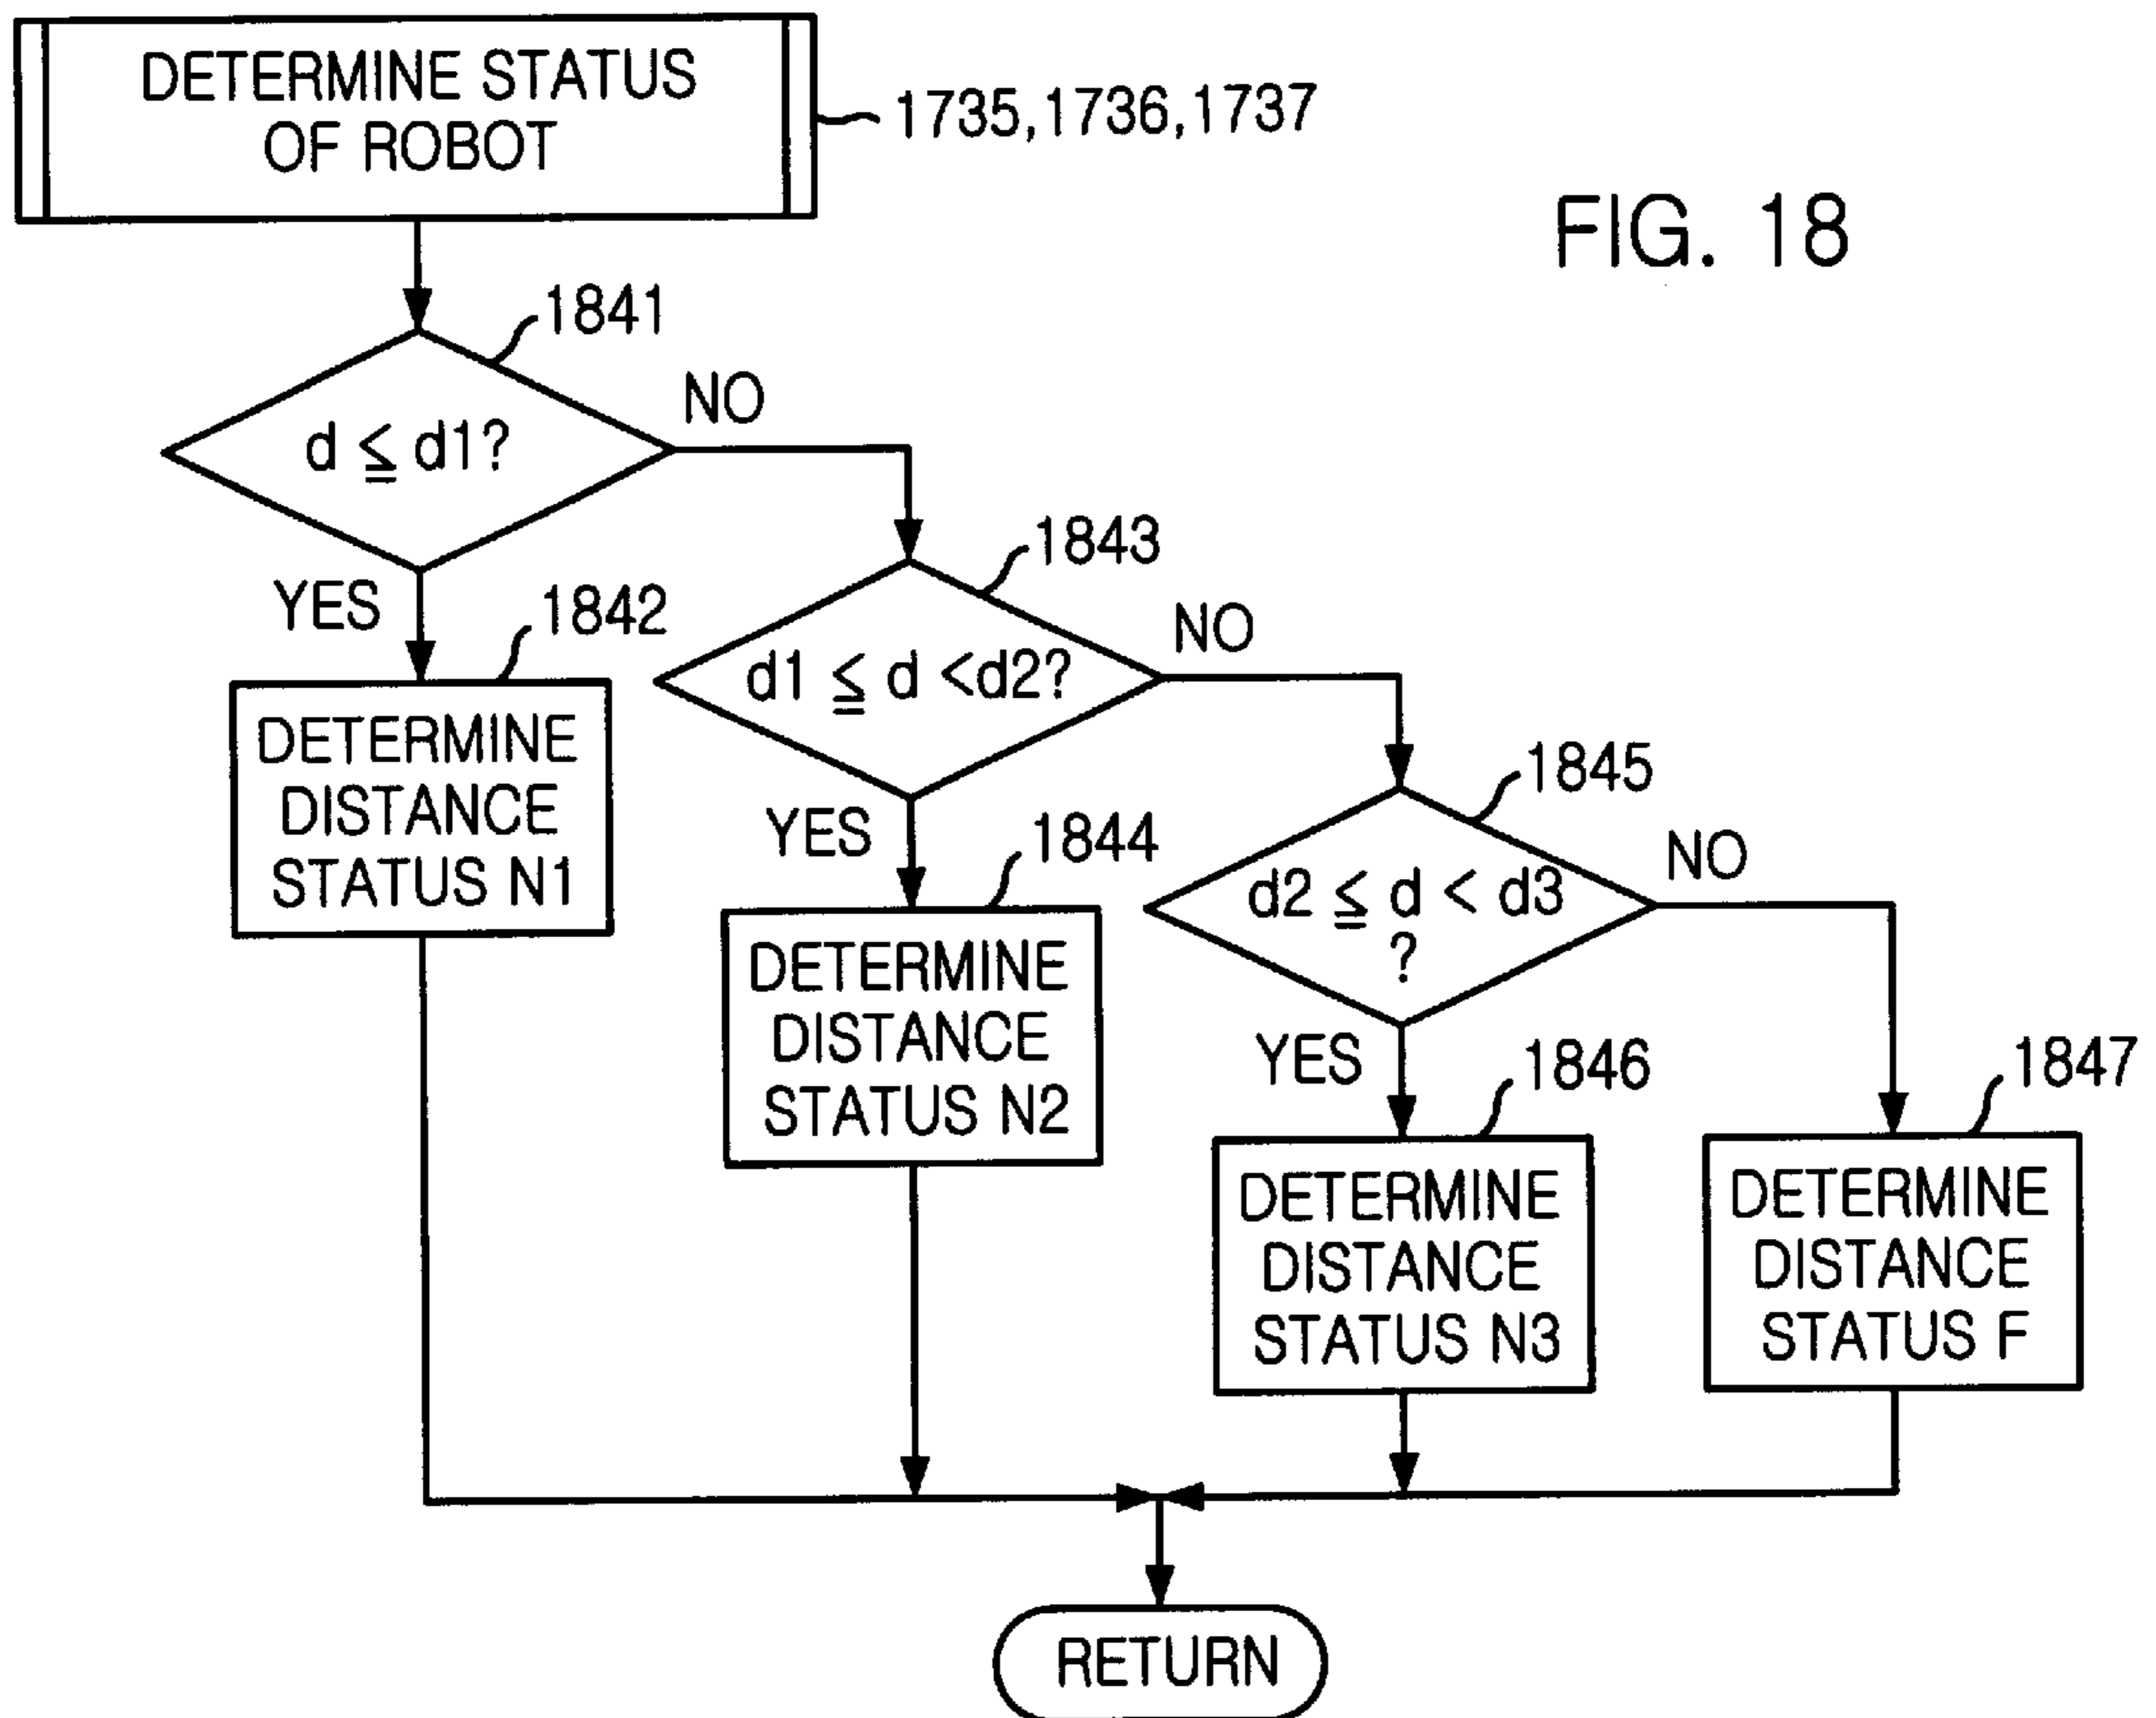 DETERMINE STATUS
OF ROBOT
1735,1736,1737
FIG. 18
1841
d ≦ d1?
NO
YES
1842
DETERMINE
DISTANCE
STATUS N1
1843
d1 ≦ d <d2?
NO
YES
1844
DETERMINE
DISTANCE
STATUS N2
1845
d2 ≦ d < d3
?
NO
YES
1846
DETERMINE
DISTANCE
STATUS N3
1847
DETERMINE
DISTANCE
STATUS F
RETURN